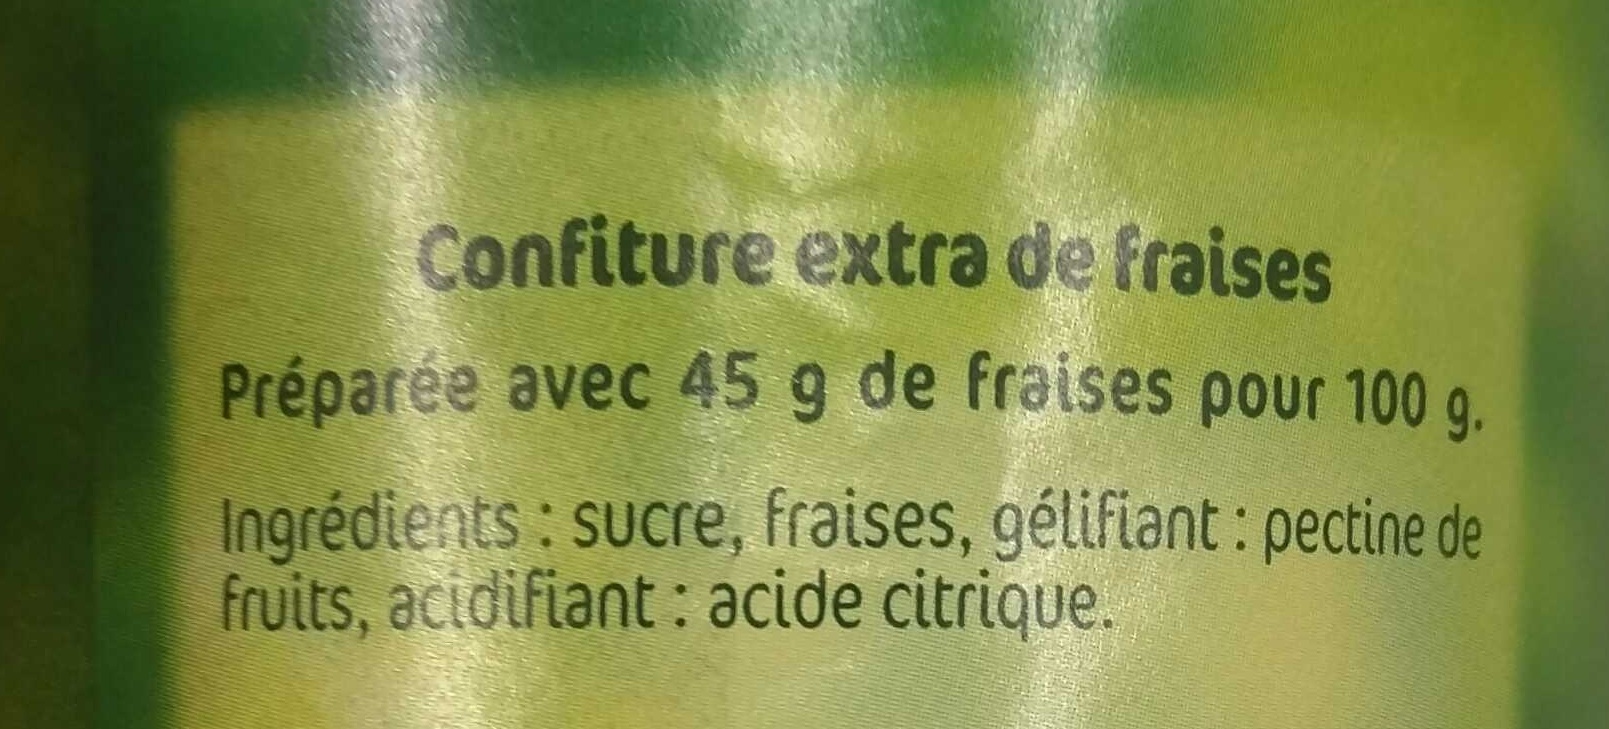 Confiture extra de fraises
Préparée avec 45 g de fraises pour 100 g.
Ingrédients : sucre, fraises, gélifiant : pectine de
fruits, acidifiant : acide citrique.